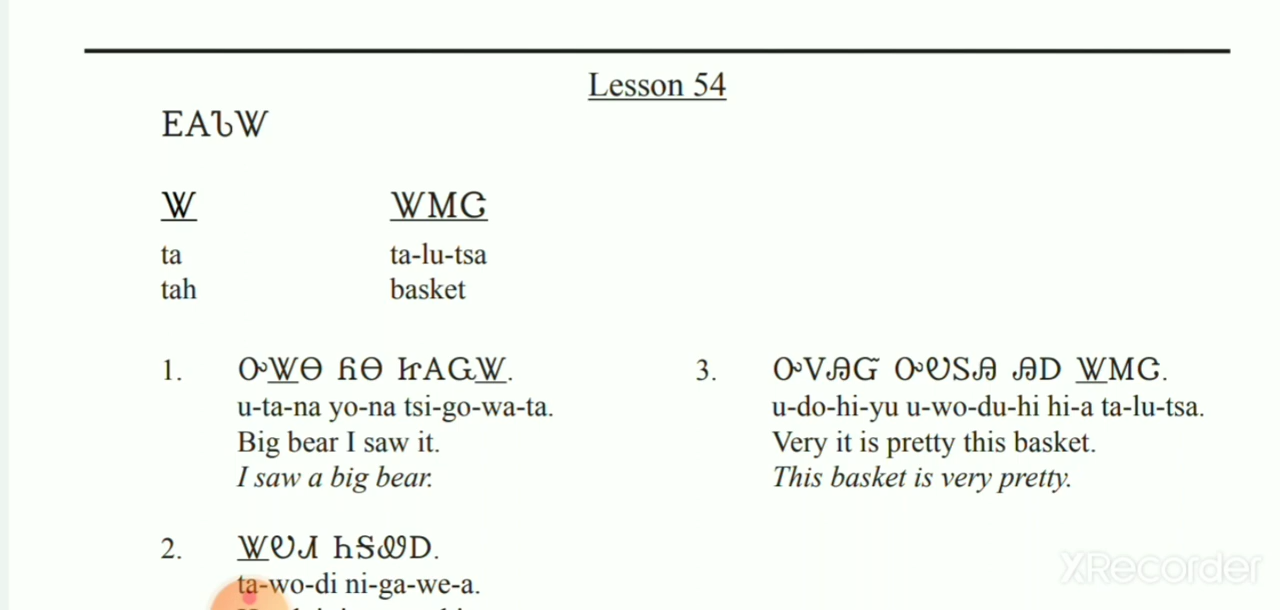 Lesson 54
ᎬᎪᏓᎳ
Ꮤ
ᏔᎷᏣ
ta
ta-lu-tsa
tah
basket
1. ᎤᏔᎾ ᏲᎾ ᏥᎪᏩᏔ.
u-ta-na yo-na tsi-go-wa-ta.
Big bear I saw it.
I saw a big bear.
2. ᏔᏬᏗ ᏂᎦᏪᎠ.
ta-wo-di ni-ga-we-a.
3. ᎤᏙᎯᏳ ᎤᏬᏚᎯ ᎯᎠ ᏔᎷᏣ.
u-do-hi-yu u-wo-du-hi hi-a ta-lu-tsa.
Very it is pretty this basket.
This basket is very pretty.
XRecorder